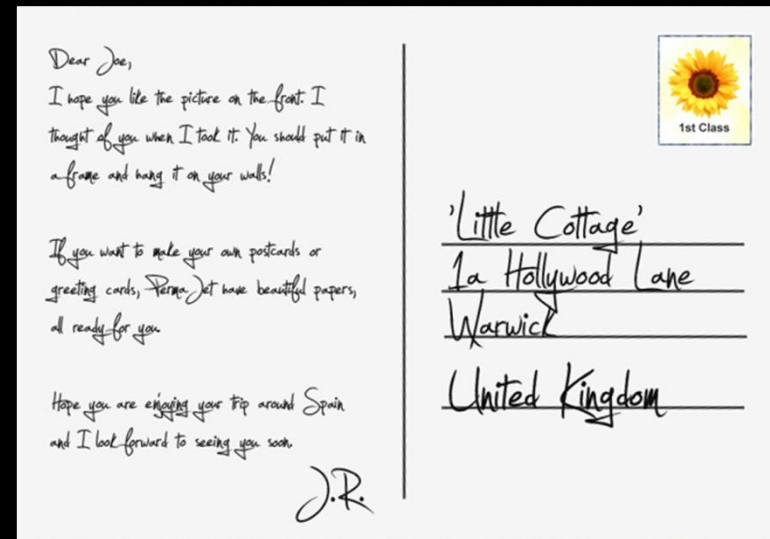 Dear Joe,
I hope you like the picture on the front. I
thought of you when I took it. You should put it in
a frame and hang it on your walls!
If you want to make your own postcards or
greeting cards, PermaJet have beautiful papers,
all ready for you.
Hope you are enjoying your trip around Spain
and I look forward to seeing you soon.
J.R.
1st Class
'Little Cottage'
1a Hollywood Lane
Warwick
United Kingdom